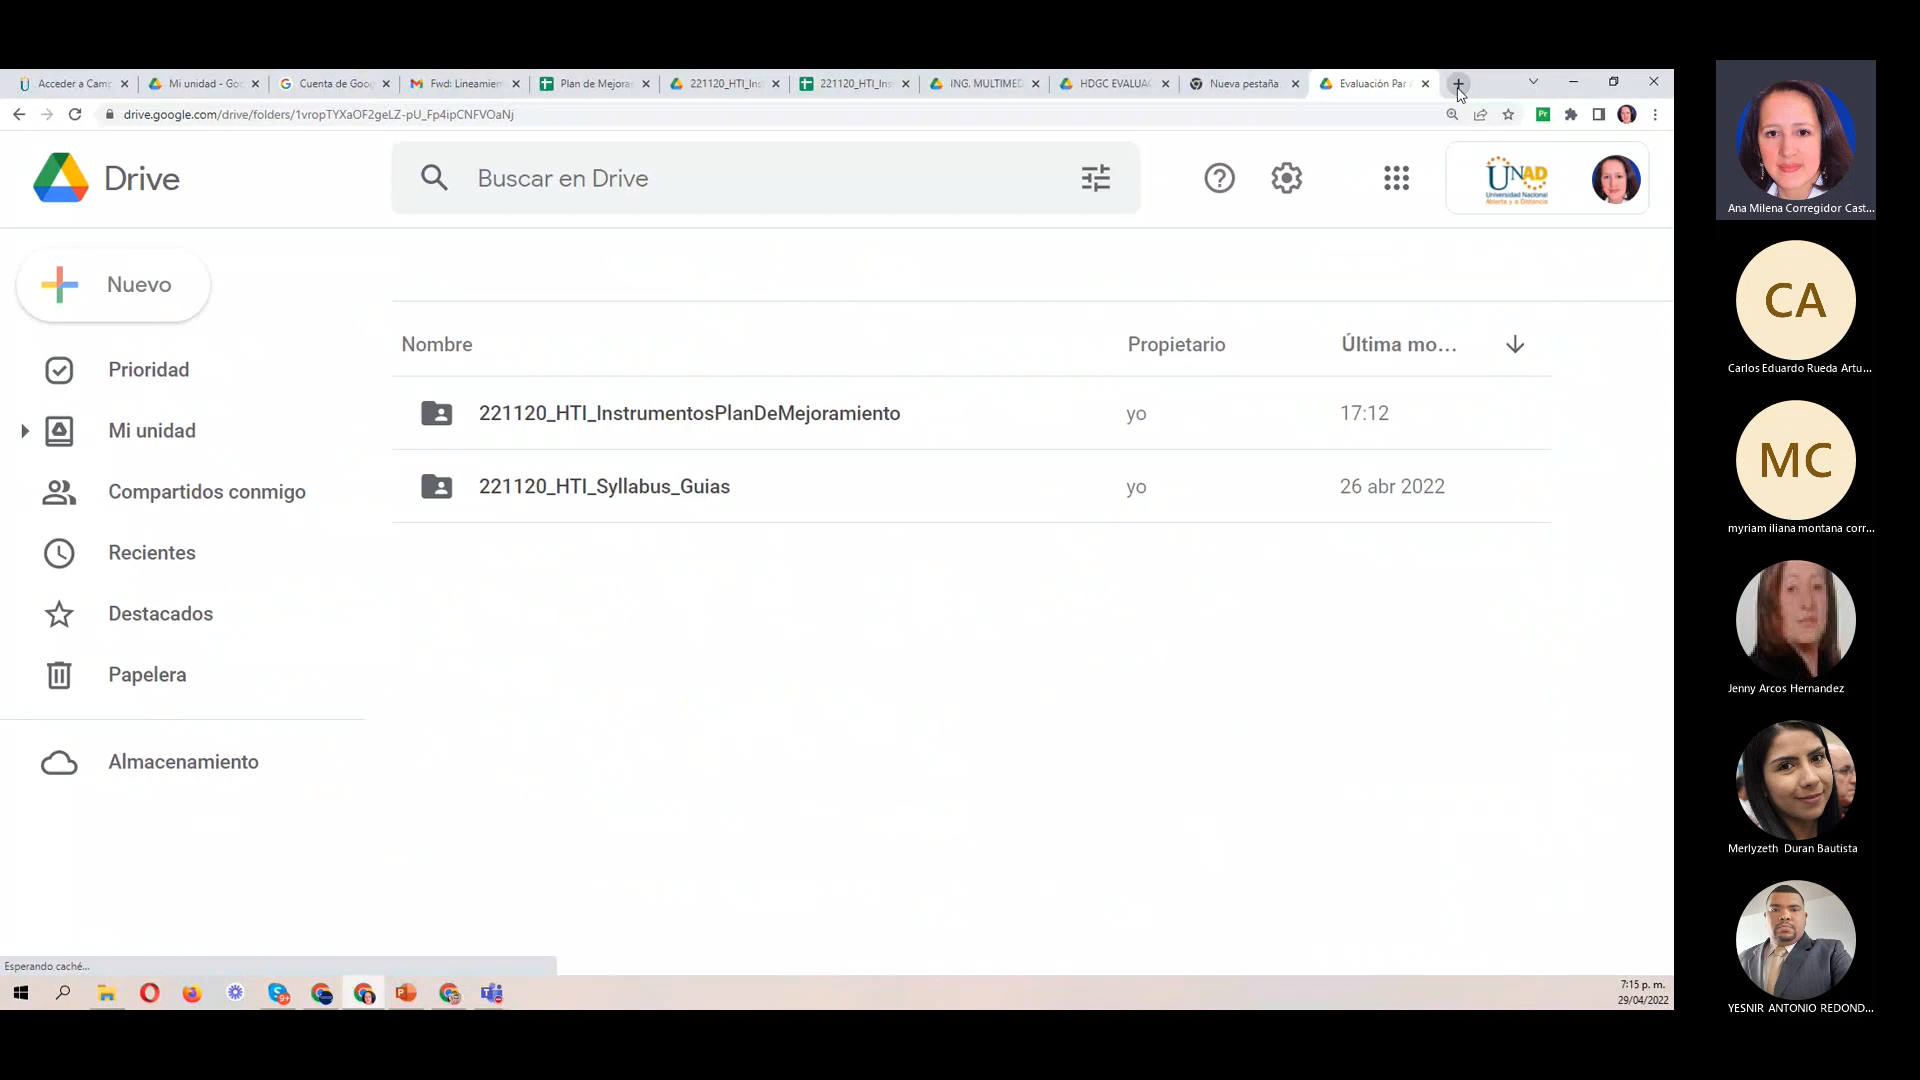 Acceder a Camp
Mi unidad - Goo
Cuenta de Goog
Fwd: Lineamien
Plan de Mejora
221120_HTI_Ins
221120_HTI_Ins
ING. MULTIMED
HDGC EVALUAC
Nueva pestaña
Evaluación Par
drive.google.com/drive/folders/1vropTYXaOF2geLZ-pU_Fp4ipCNFVOaNj
Drive
Buscar en Drive
UNAD
Universidad Nacional
Abierta y a Distancia
Nuevo
Prioridad
Mi unidad
Compartidos conmigo
Recientes
Destacados
Papelera
Almacenamiento
Nombre
Propietario
Última mo...
221120_HTI_InstrumentosPlanDeMejoramiento
yo
17:12
221120_HTI_Syllabus_Guias
yo
26 abr 2022
Esperando caché...
7:15 p. m.
29/04/2022
Ana Milena Corregidor Cast...
CA
Carlos Eduardo Rueda Artu...
MC
myriam iliana montana corr...
Jenny Arcos Hernandez
Merlyzeth Duran Bautista
YESNIR ANTONIO REDOND...